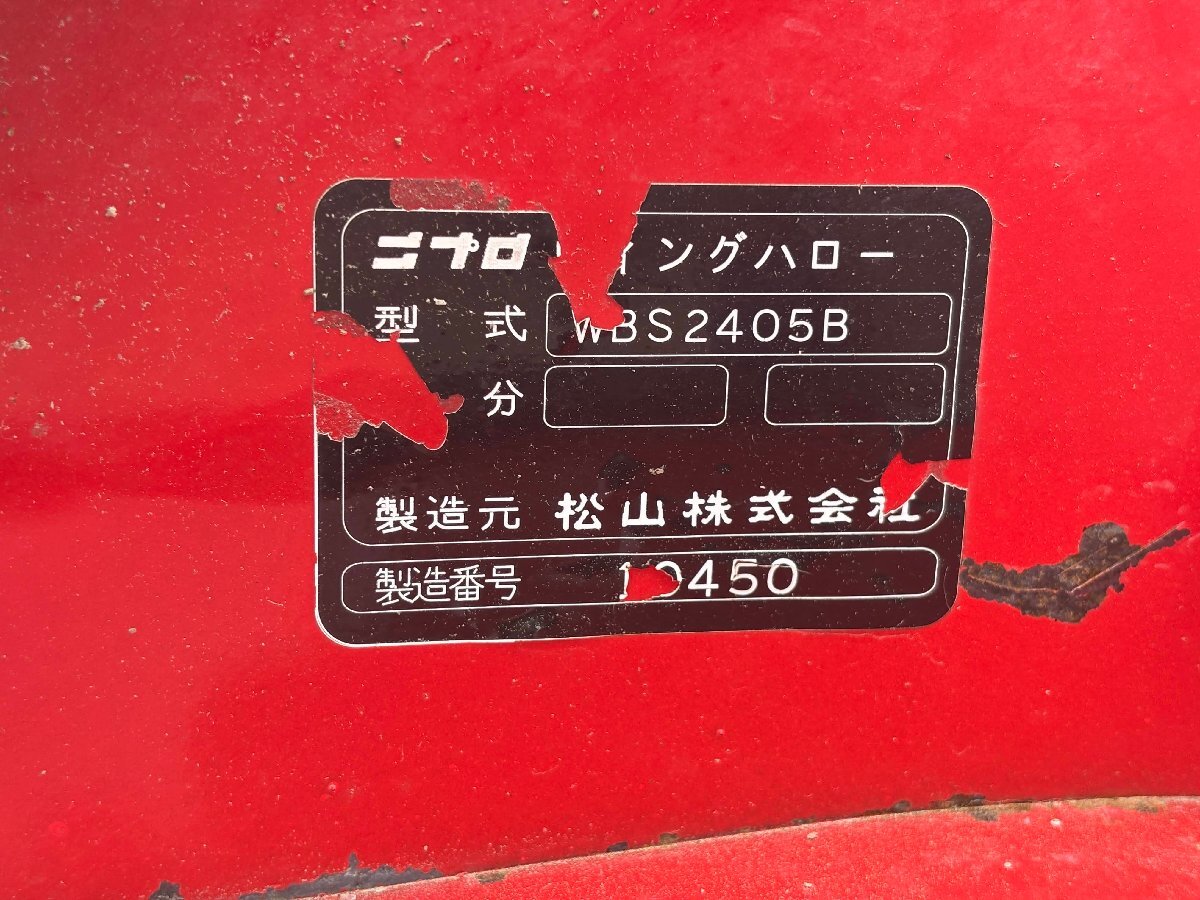 ニプロ ィングハロー
型式 WBS2405B
分
製造元 松山株式会社
製造番号 10450